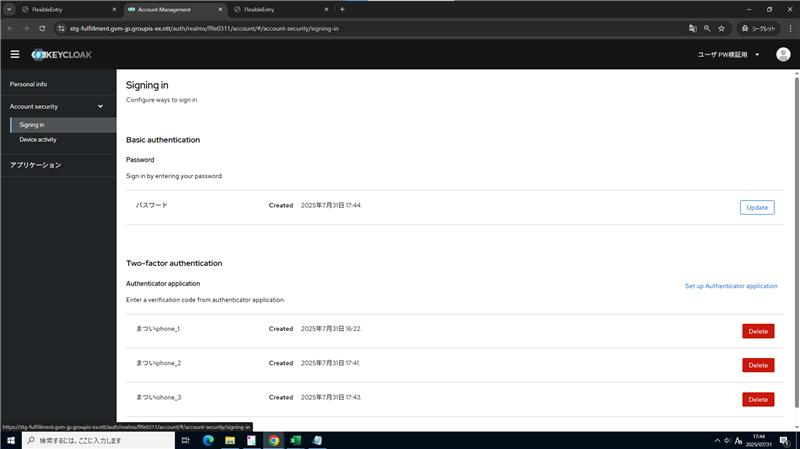 FlexibleEntry
Account Management
FlexibleEntry
stg-fulfillment.gvm-jp.groupis-ex.ntt/auth/realms/flfe0311/account/#/account-security/signing-in
シークレット
KEYCLOAK
ユーザ PW検証用
Personal info
Account security
Signing in
Device activity
アプリケーション
Signing in
Configure ways to sign in.
Basic authentication
Password
Sign in by entering your password.
パスワード Created 2025年7月31日 17:44. Update
Two-factor authentication
Authenticator application
Set up Authenticator application
Enter a verification code from authenticator application.
まついiphone_1 Created 2025年7月31日 16:22. Delete
まついiphone_2 Created 2025年7月31日 17:41. Delete
まついiphone_3 Created 2025年7月31日 17:43. Delete
https://stg-fulfillment.gvm-jp.groupis-ex.ntt/auth/realms/flfe0311/account/#/account-security/signing-in
検索するには、ここに入力します
17:44
2025/07/31